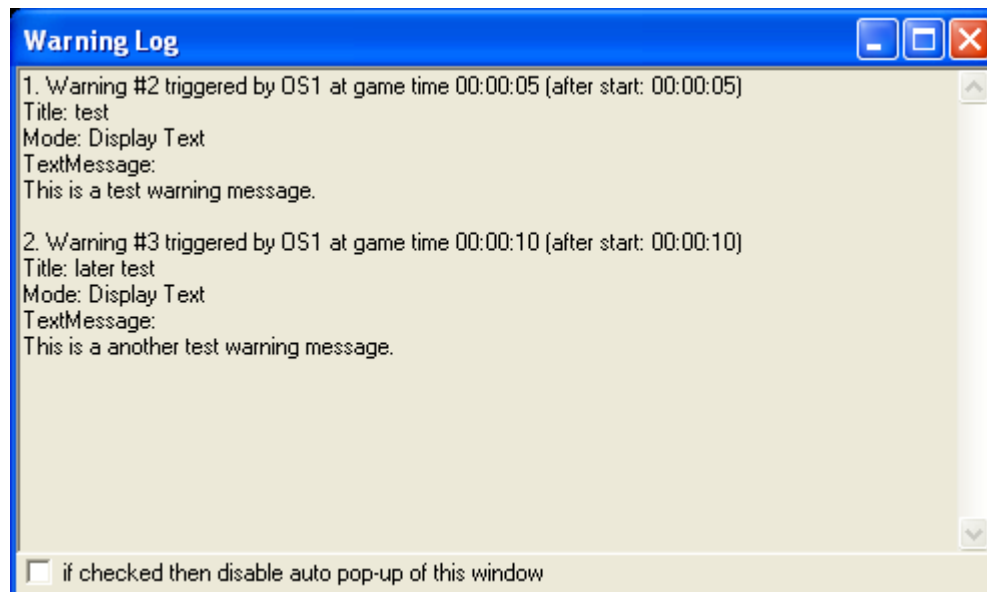 Warning Log
1. Warning #2 triggered by OS1 at game time 00:00:05 (after start: 00:00:05)
Title: test
Mode: Display Text
TextMessage:
This is a test warning message.
2. Warning #3 triggered by OS1 at game time 00:00:10 (after start: 00:00:10)
Title: later test
Mode: Display Text
TextMessage:
This is a another test warning message.
if checked then disable auto pop-up of this window